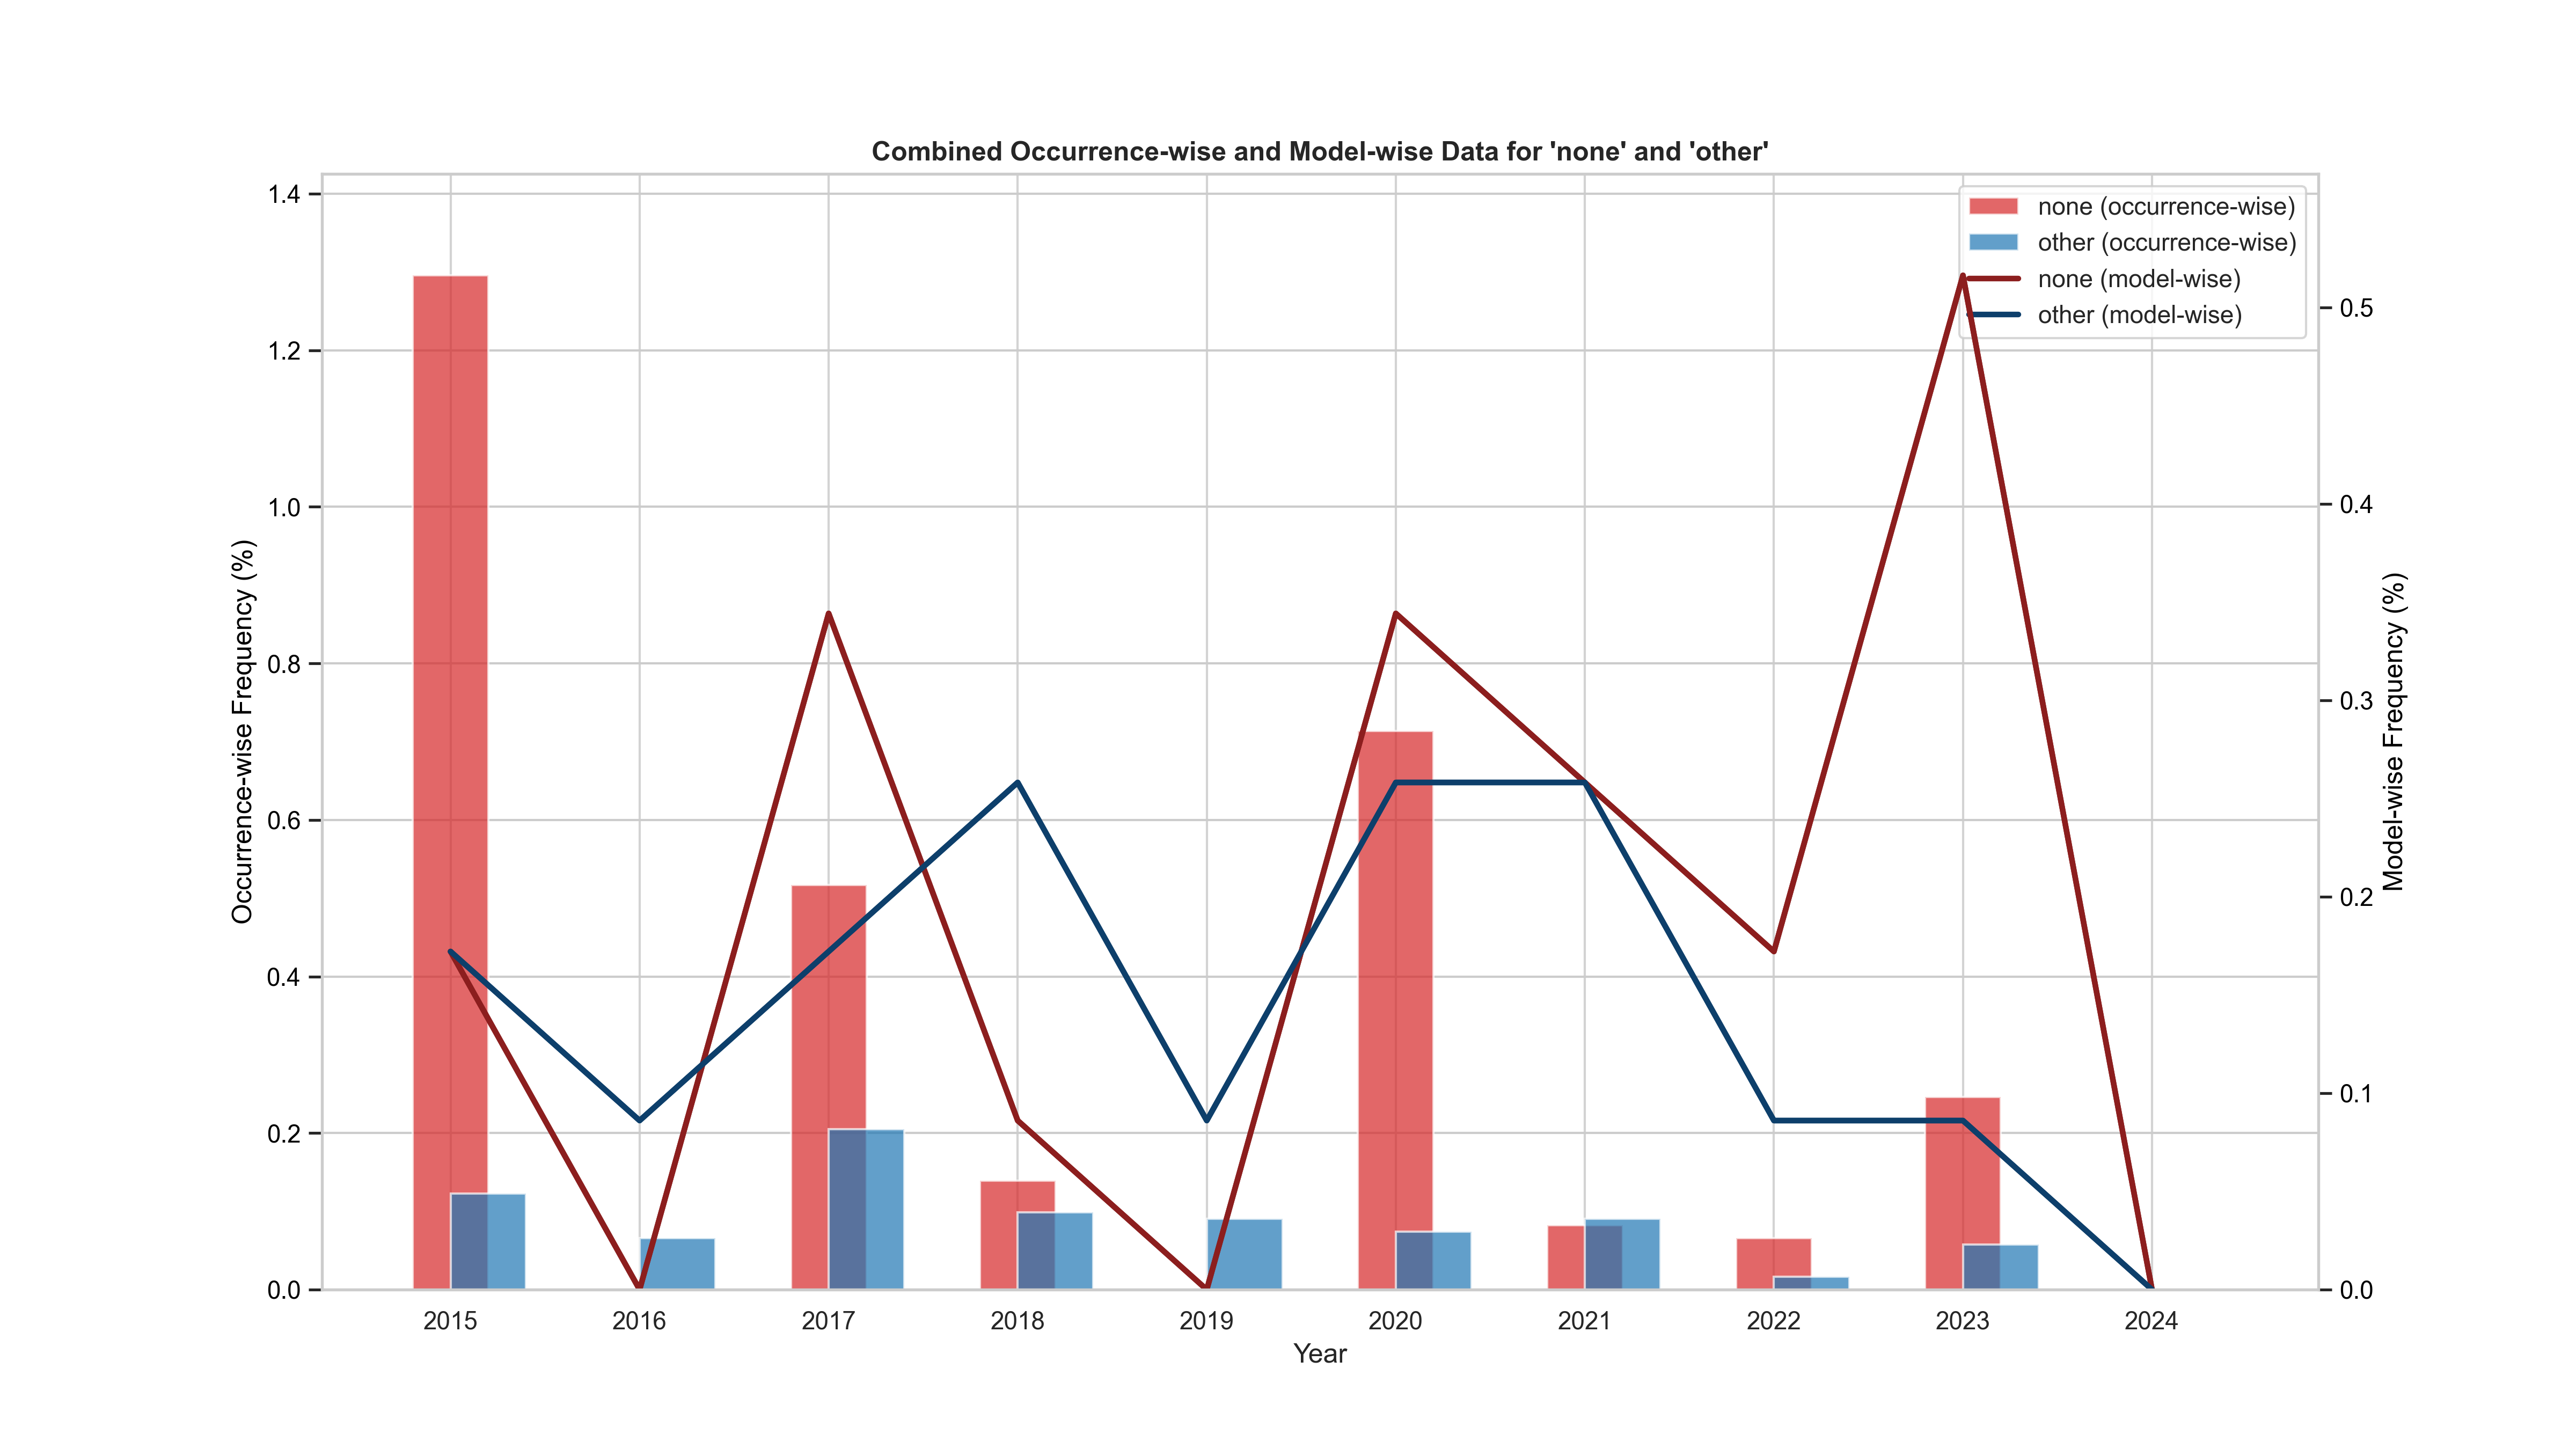 Combined Occurrence-wise and Model-wise Data for 'none' and 'other'
none (occurrence-wise)
other (occurrence-wise)
none (model-wise)
other (model-wise)
Occurrence-wise Frequency (%)
1.4
1.2
1.0
0.8
0.6
0.4
0.2
0.0
Model-wise Frequency (%)
0.5
0.4
0.3
0.2
0.1
0.0
2015 2016 2017 2018 2019 2020 2021 2022 2023 2024
Year